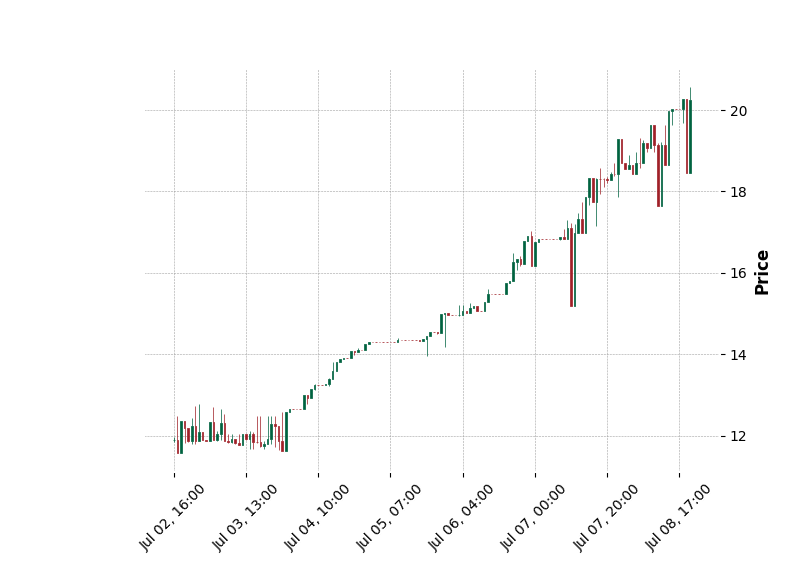 20
18
16
14
12
Price
Jul 02, 16:00
Jul 03, 13:00
Jul 04, 10:00
Jul 05, 07:00
Jul 06, 04:00
Jul 07, 00:00
Jul 07, 20:00
Jul 08, 17:00